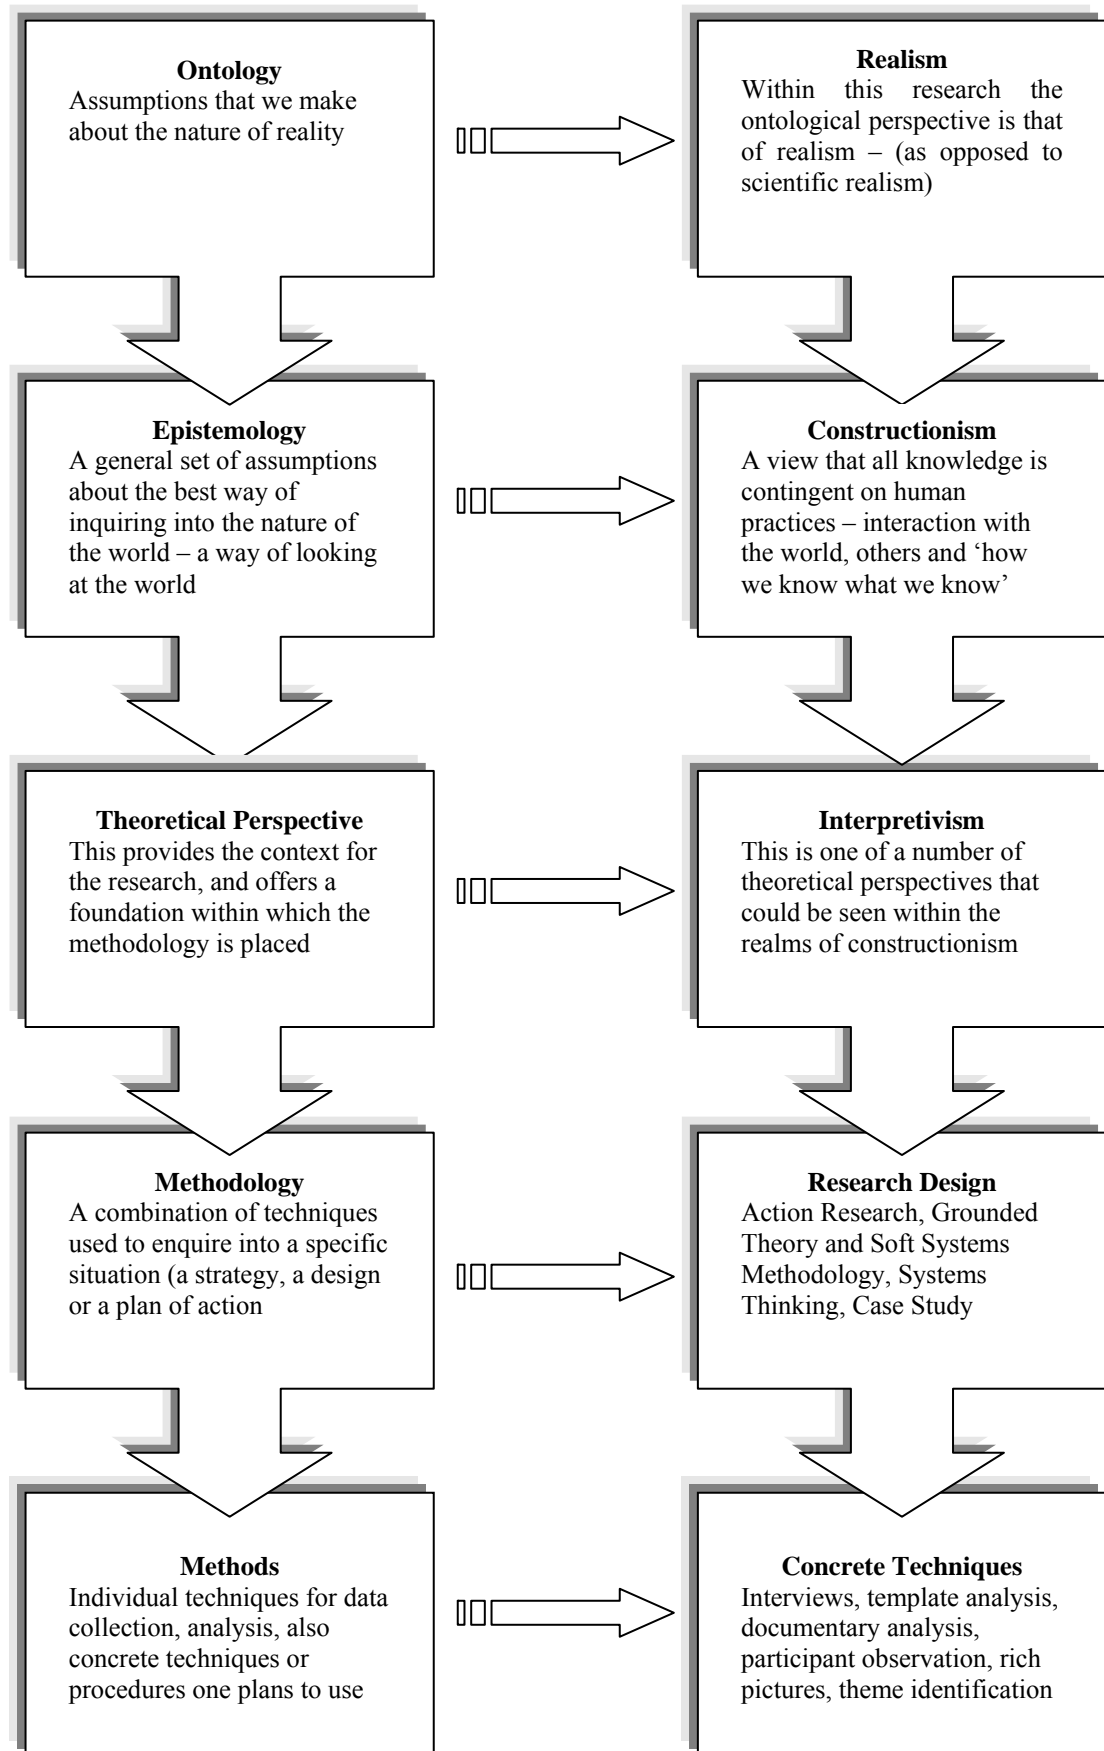 Ontology
Assumptions that we make
about the nature of reality
Realism
Within this research the
ontological perspective is that
of realism – (as opposed to
scientific realism)
Epistemology
A general set of assumptions
about the best way of
inquiring into the nature of
the world – a way of looking
at the world
Constructionism
A view that all knowledge is
contingent on human
practices – interaction with
the world, others and ‘how
we know what we know’
Theoretical Perspective
This provides the context for
the research, and offers a
foundation within which the
methodology is placed
Interpretivism
This is one of a number of
theoretical perspectives that
could be seen within the
realms of constructionism
Methodology
A combination of techniques
used to enquire into a specific
situation (a strategy, a design
or a plan of action
Research Design
Action Research, Grounded
Theory and Soft Systems
Methodology, Systems
Thinking, Case Study
Methods
Individual techniques for data
collection, analysis, also
concrete techniques or
procedures one plans to use
Concrete Techniques
Interviews, template analysis,
documentary analysis,
participant observation, rich
pictures, theme identification